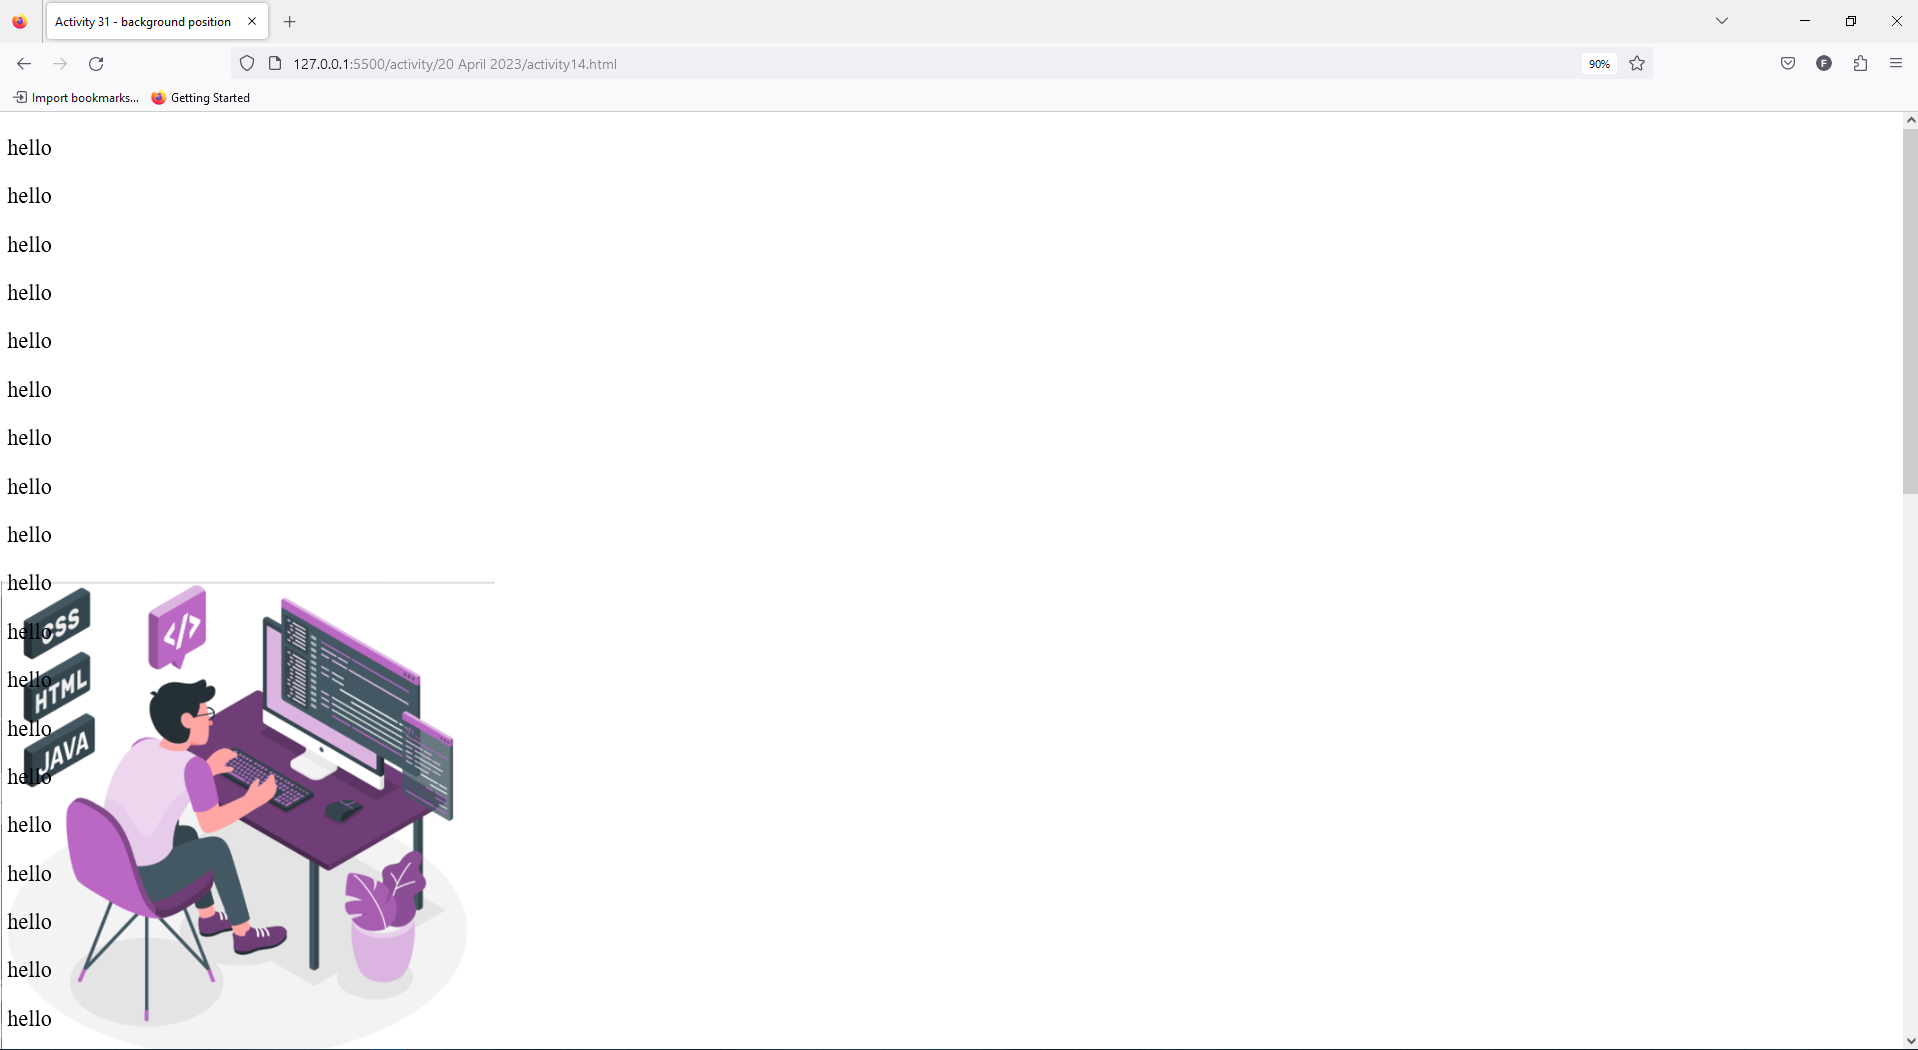 Activity 31 - background position
127.0.0.1:5500/activity/20 April 2023/activity14.html
90%
F
Import bookmarks...
Getting Started
hello
hello
hello
hello
hello
hello
hello
hello
hello
hello
hello
CSS
</>
hello
HTML
hello
JAVA
hello
hello
hello
hello
hello
hello